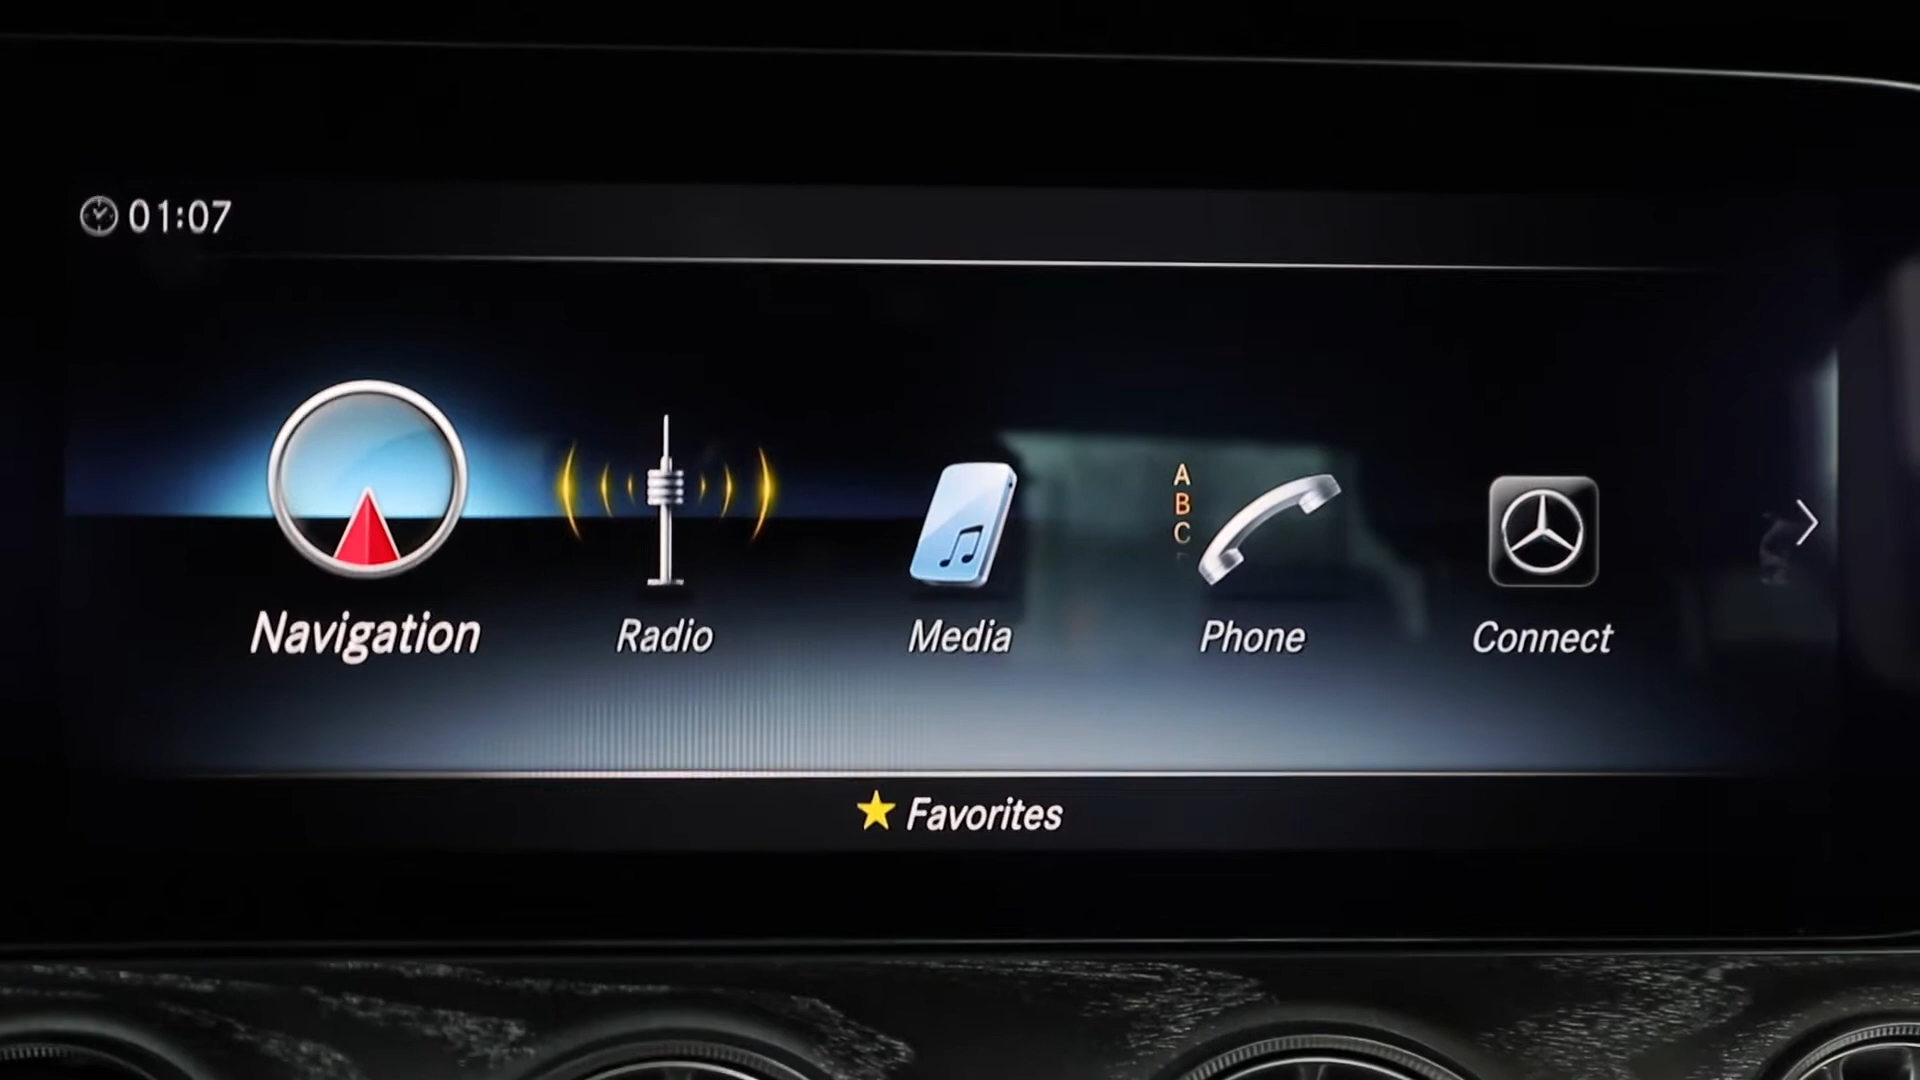 01:07
A
B
C
Navigation
Radio
Media
Phone
Connect
Favorites